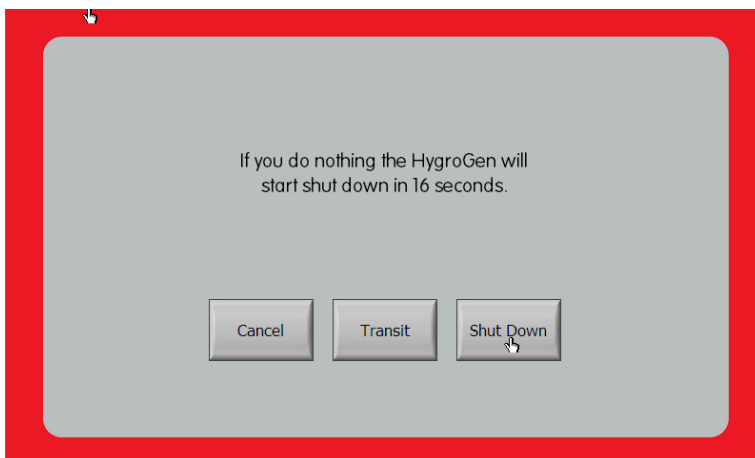 If you do nothing the HygroGen will
start shut down in 16 seconds.
Cancel Transit Shut Down